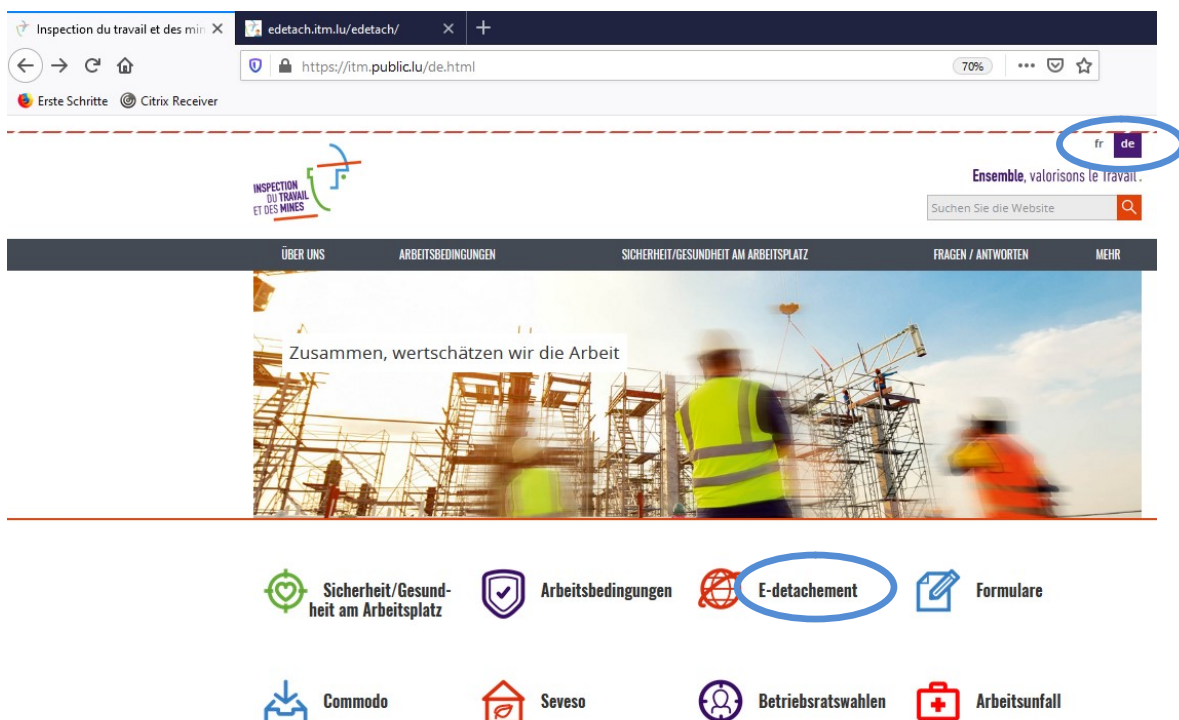 Inspection du travail et des min
edetach.itm.lu/edetach/
https://itm.public.lu/de.html
70%
Erste Schritte
Citrix Receiver
fr de
INSPECTION
DU TRAVAIL
ET DES MINES
Ensemble, valorisons le Travail.
Suchen Sie die Website
ÜBER UNS
ARBEITSBEDINGUNGEN
SICHERHEIT/GESUNDHEIT AM ARBEITSPLATZ
FRAGEN / ANTWORTEN
MEHR
Zusammen, wertschätzen wir die Arbeit
Sicherheit/Gesund-
heit am Arbeitsplatz
Arbeitsbedingungen
E-detachement
Formulare
Commodo
Seveso
Betriebsratswahlen
Arbeitsunfall